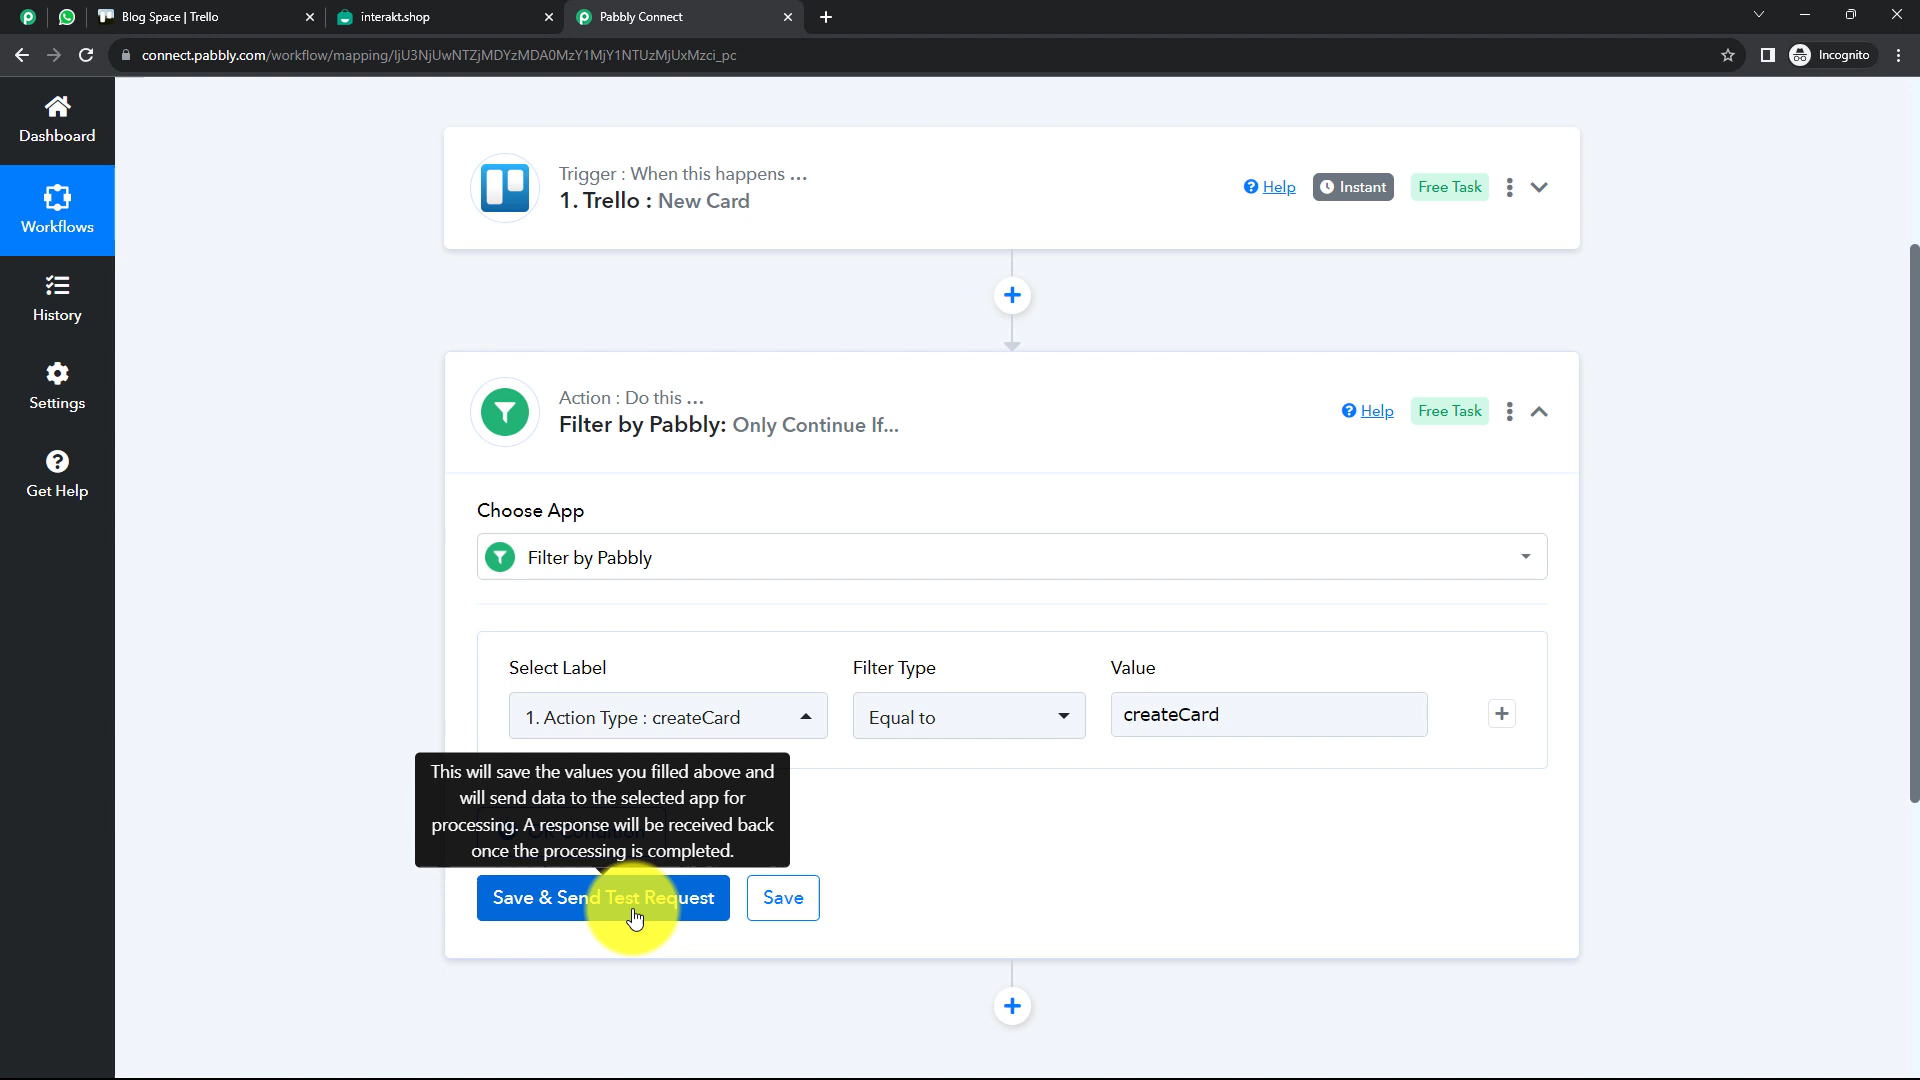 Blog Space | Trello
interakt.shop
Pabbly Connect
connect.pabbly.com/workflow/mapping/IjU3NjUwNTZjMDYzMDA0MzY1MjY1NTUzMjUxMzci_pc
Incognito
Dashboard
Workflows
History
Settings
Get Help
Trigger : When this happens ...
1. Trello : New Card
Help
Instant
Free Task
Action : Do this ...
Filter by Pabbly: Only Continue If...
Help
Free Task
Choose App
Filter by Pabbly
Select Label
Filter Type
Value
1. Action Type : createCard
Equal to
createCard
This will save the values you filled above and
will send data to the selected app for
processing. A response will be received back
once the processing is completed.
Save & Send Test Request
Save